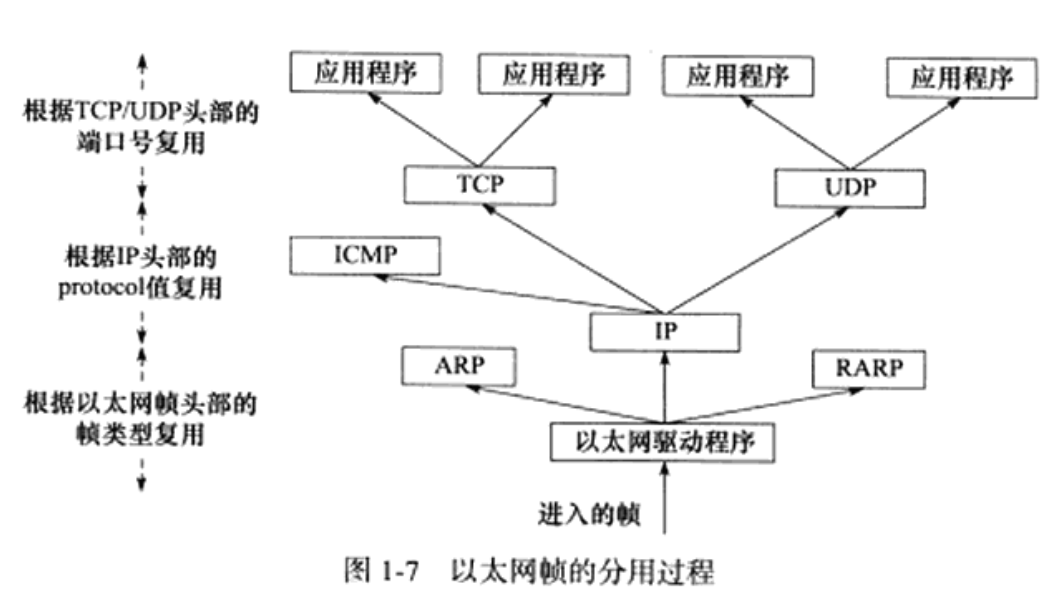 应用程序 应用程序 应用程序 应用程序
根据TCP/UDP头部的
端口号复用
TCP UDP
根据IP头部的
protocol值复用
ICMP
IP
ARP RARP
根据以太网帧头部的
帧类型复用
以太网驱动程序
进入的帧
图 1-7 以太网帧的分用过程